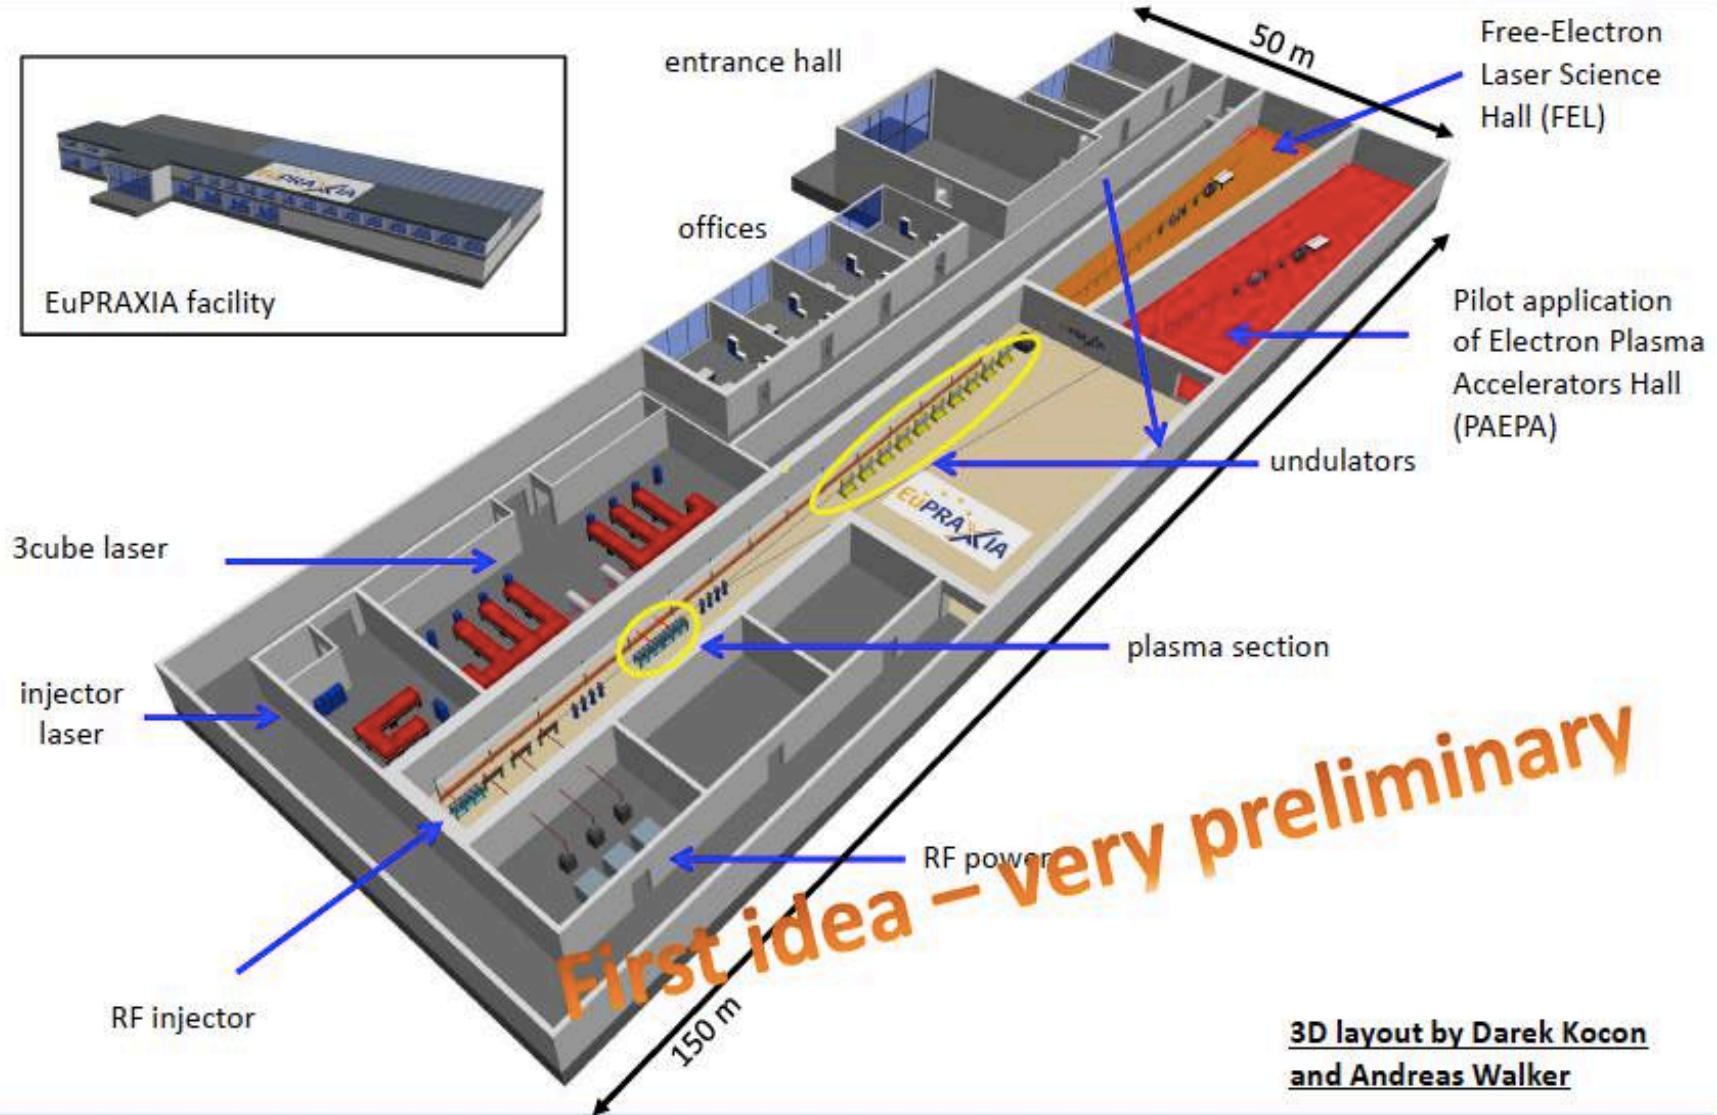 entrance hall
50 m
Free-Electron
Laser Science
Hall (FEL)
EuPRAXIA
EuPRAXIA facility
offices
Pilot application
of Electron Plasma
Accelerators Hall
(PAEPA)
undulators
EuPRAXIA
3cube laser
plasma section
injector
laser
RF power
First idea – very preliminary
RF injector
150 m
3D layout by Darek Kocon
and Andreas Walker